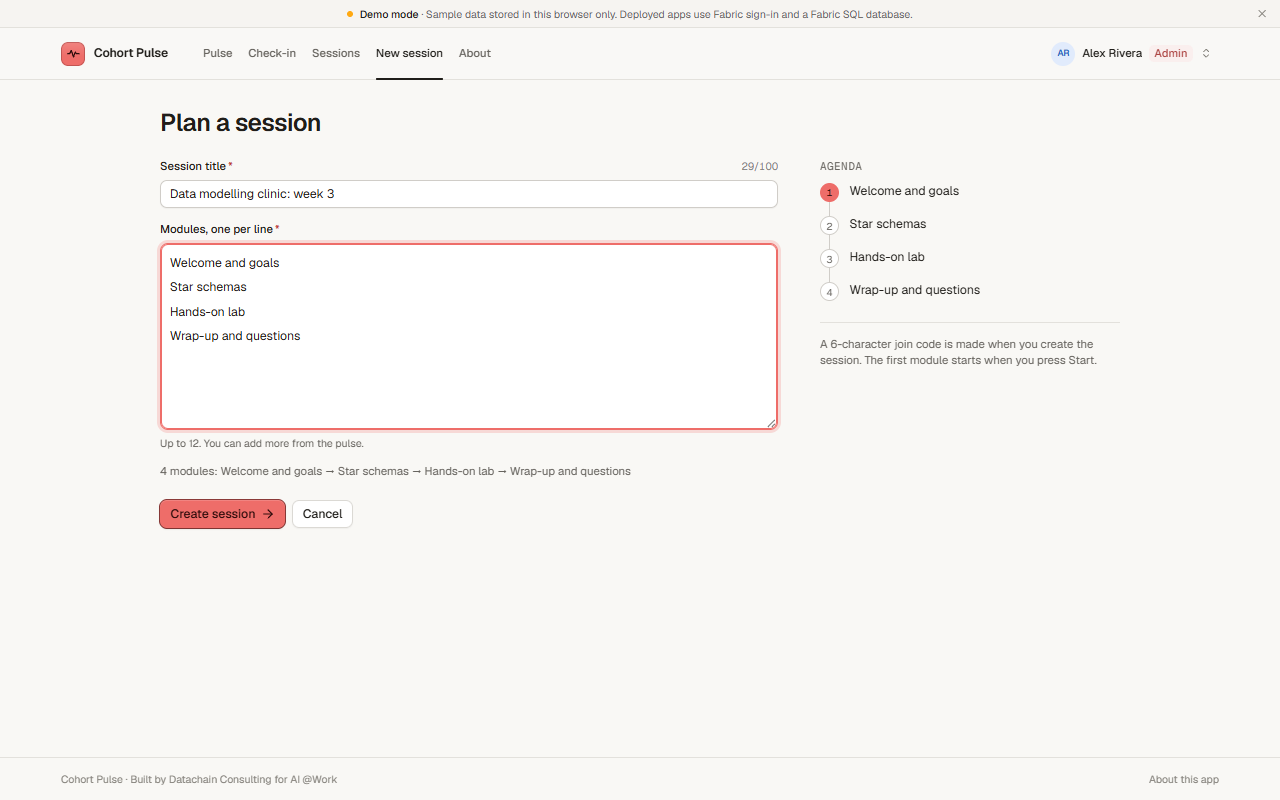 Demo mode · Sample data stored in this browser only. Deployed apps use Fabric sign-in and a Fabric SQL database.
Cohort Pulse
Pulse
Check-in
Sessions
New session
About
AR
Alex Rivera
Admin
Plan a session
Session title *
29/100
Data modelling clinic: week 3
Modules, one per line *
Welcome and goals
Star schemas
Hands-on lab
Wrap-up and questions
Up to 12. You can add more from the pulse.
4 modules: Welcome and goals → Star schemas → Hands-on lab → Wrap-up and questions
Create session →
Cancel
AGENDA
1 Welcome and goals
2 Star schemas
3 Hands-on lab
4 Wrap-up and questions
A 6-character join code is made when you create the
session. The first module starts when you press Start.
Cohort Pulse · Built by Datachain Consulting for AI @Work
About this app